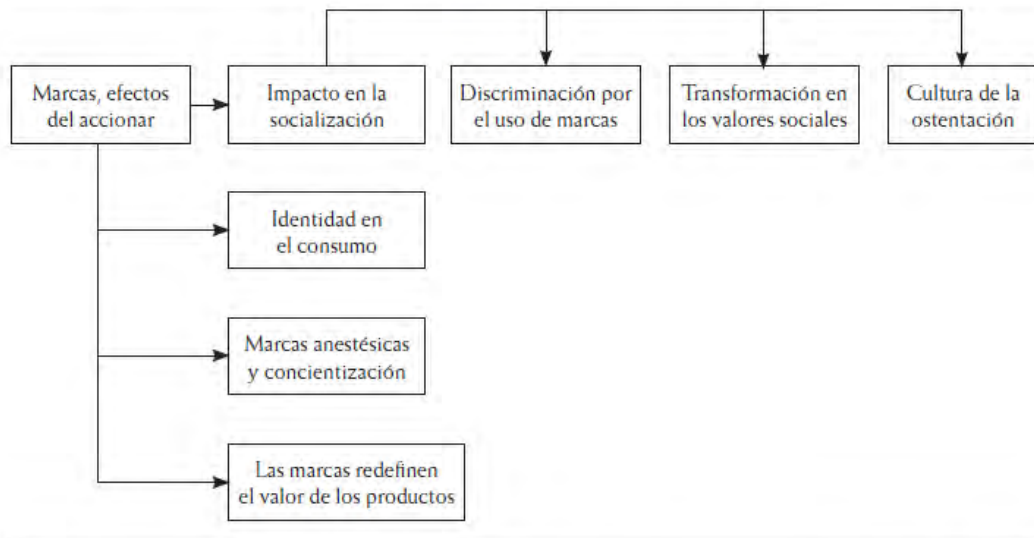 Marcas, efectos
del accionar
Impacto en la
socialización
Discriminación por
el uso de marcas
Transformación en
los valores sociales
Cultura de la
ostentación
Identidad en
el consumo
Marcas anestésicas
y concientización
Las marcas redefinen
el valor de los productos